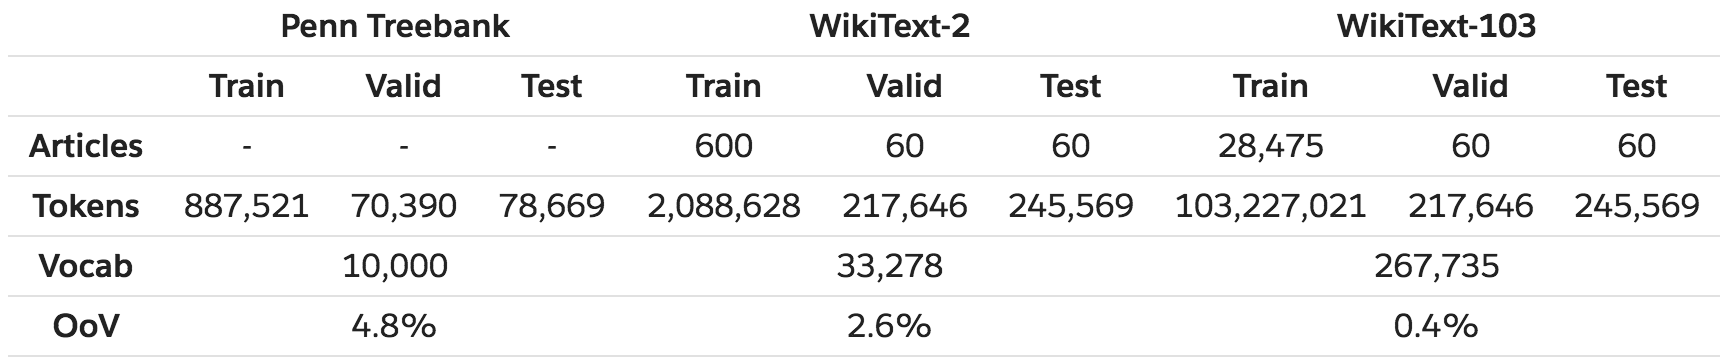 Penn Treebank WikiText-2 WikiText-103
Train Valid Test Train Valid Test Train Valid Test
Articles - - - 600 60 60 28,475 60 60
Tokens 887,521 70,390 78,669 2,088,628 217,646 245,569 103,227,021 217,646 245,569
Vocab 10,000 33,278 267,735
OoV 4.8% 2.6% 0.4%